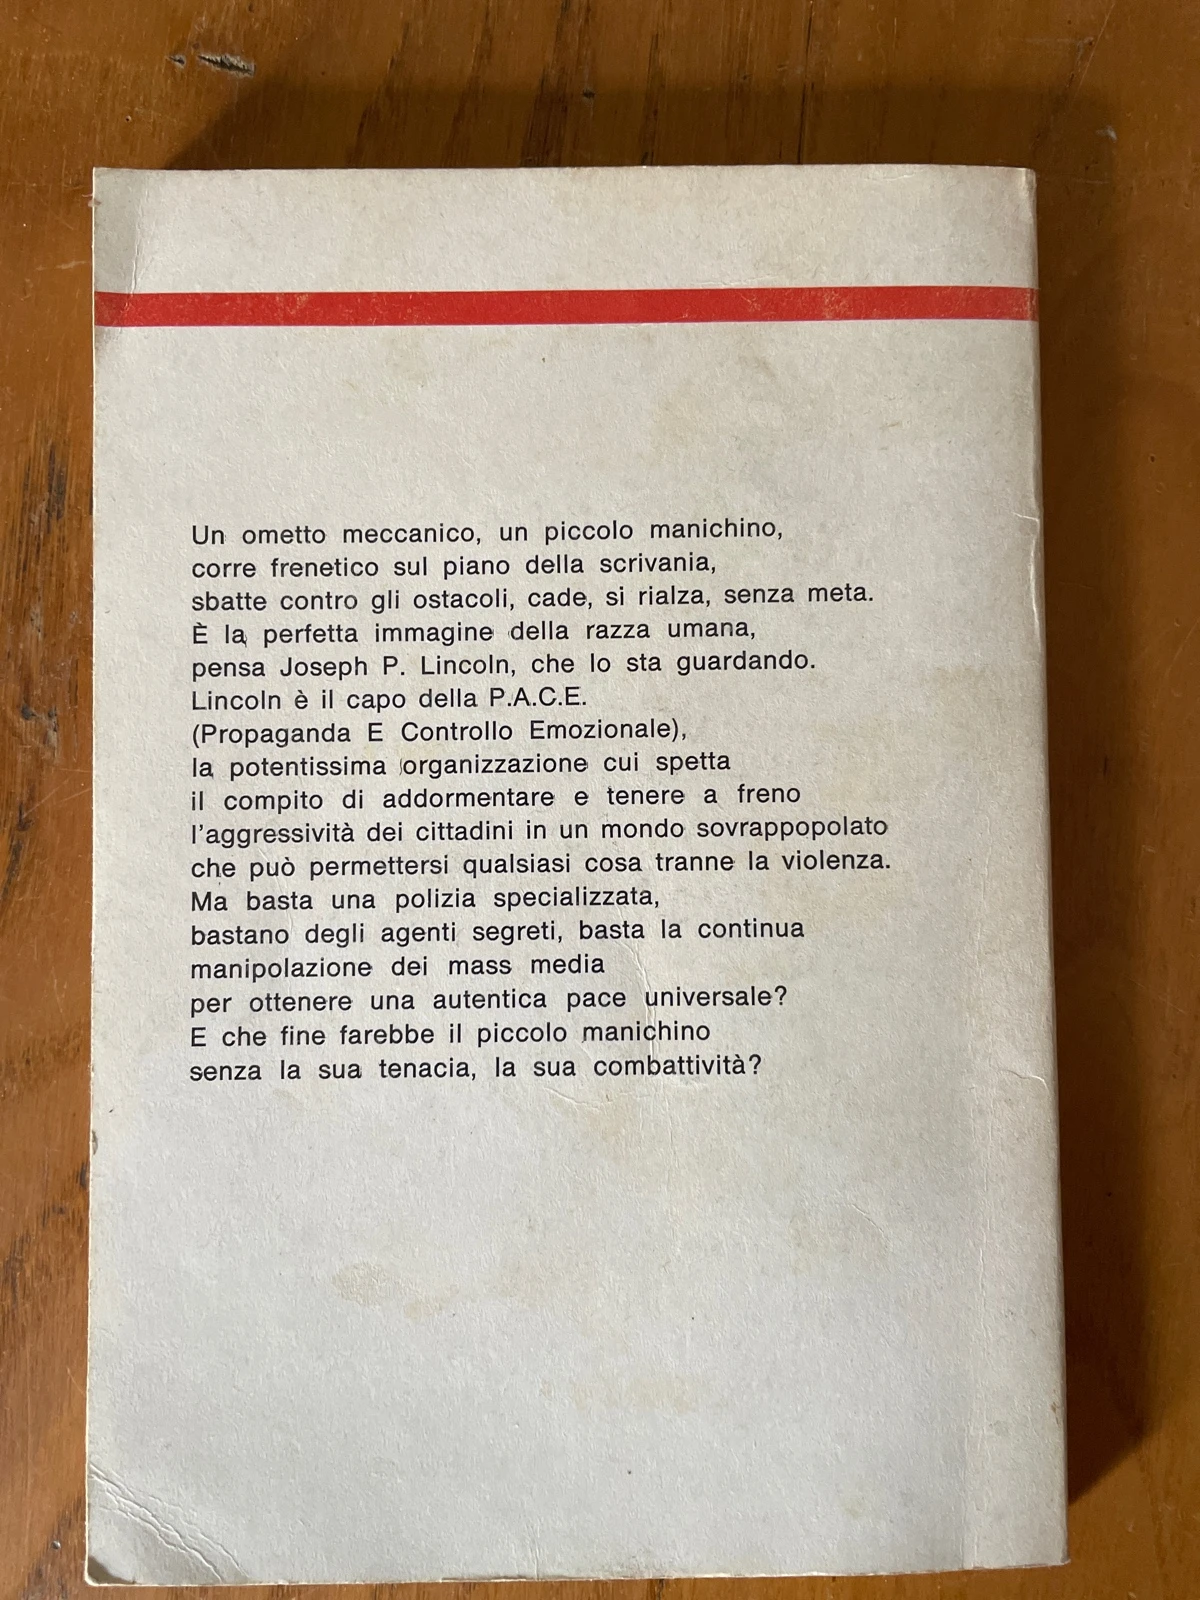 Un ometto meccanico, un piccolo manichino,
corre frenetico sul piano della scrivania,
sbatte contro gli ostacoli, cade, si rialza, senza meta.
È la perfetta immagine della razza umana,
pensa Joseph P. Lincoln, che lo sta guardando.
Lincoln è il capo della P.A.C.E.
(Propaganda E Controllo Emozionale),
la potentissima organizzazione cui spetta
il compito di addormentare e tenere a freno
l'aggressività dei cittadini in un mondo sovrappopolato
che può permettersi qualsiasi cosa tranne la violenza.
Ma basta una polizia specializzata,
bastano degli agenti segreti, basta la continua
manipolazione dei mass media
per ottenere una autentica pace universale?
E che fine farebbe il piccolo manichino
senza la sua tenacia, la sua combattività?